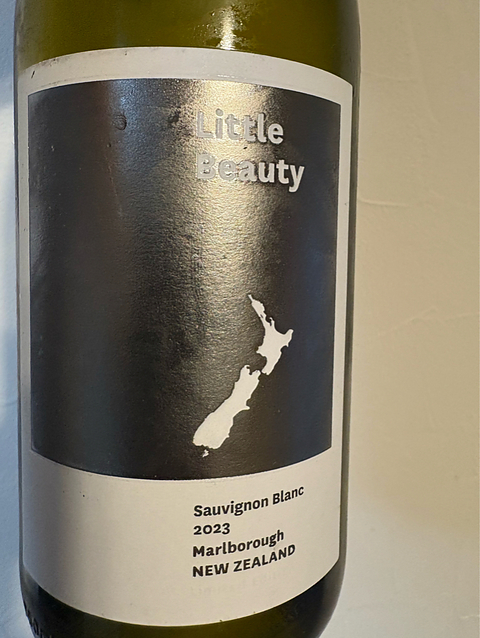 Little
Beauty
Sauvignon Blanc
2023
Marlborough
NEW ZEALAND